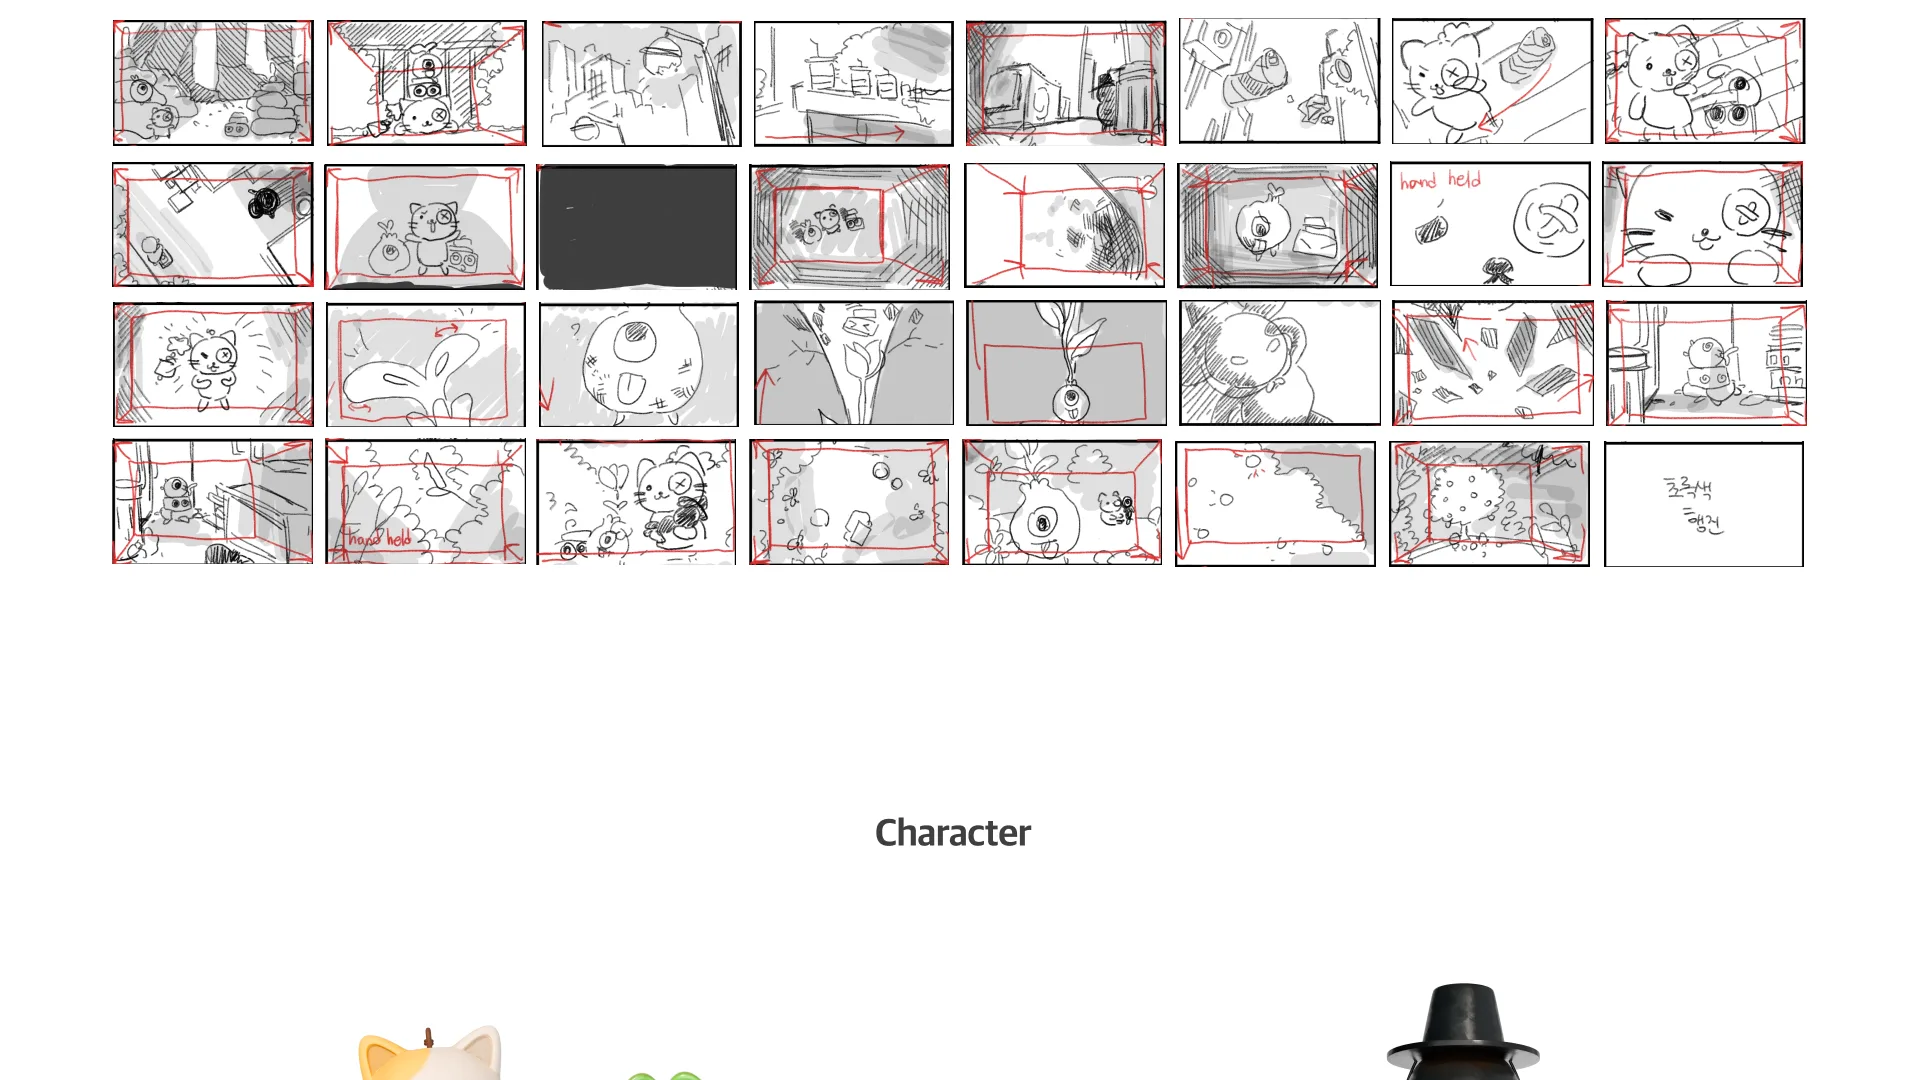 hand held
hand held
초록색
행진
Character